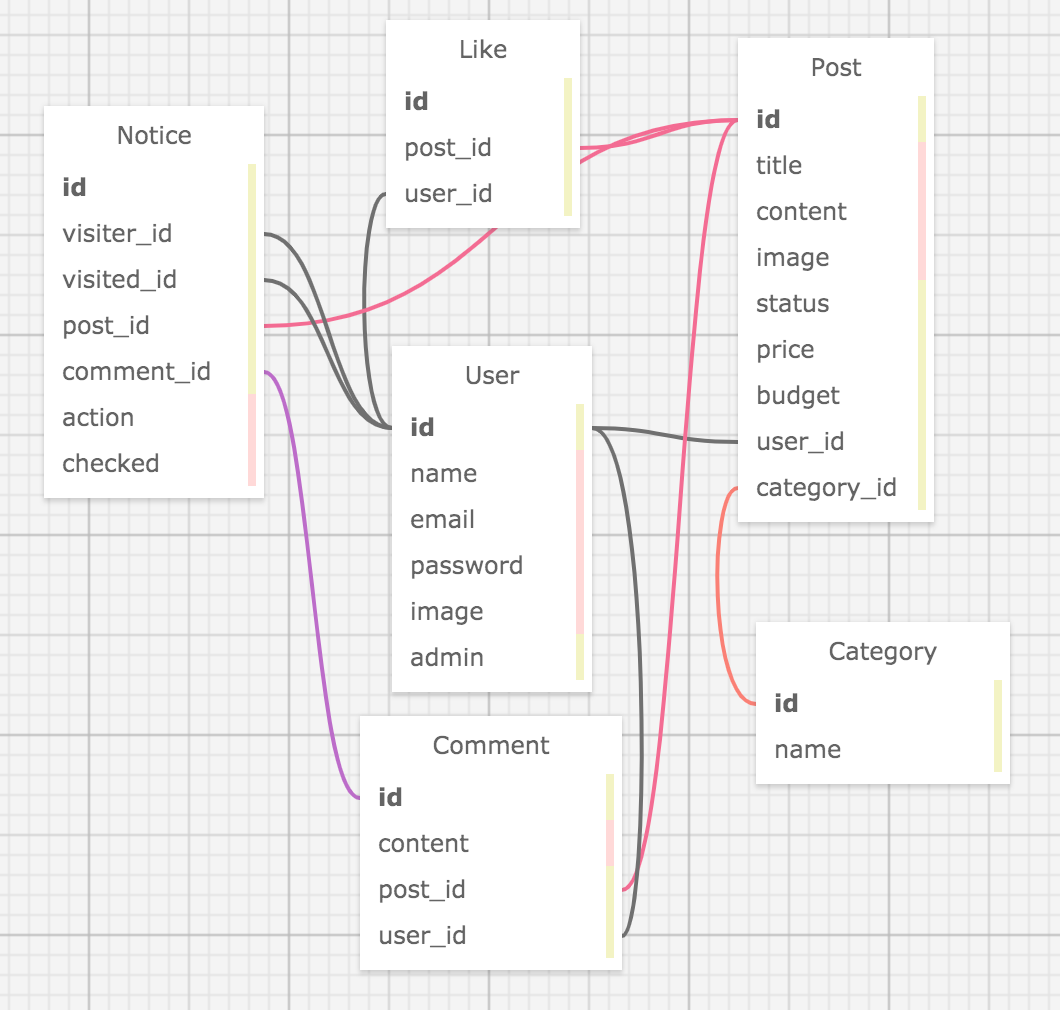 Like
id
post_id
user_id
Post
id
title
content
image
status
price
budget
user_id
category_id
Notice
id
visiter_id
visited_id
post_id
comment_id
action
checked
User
id
name
email
password
image
admin
Category
id
name
Comment
id
content
post_id
user_id